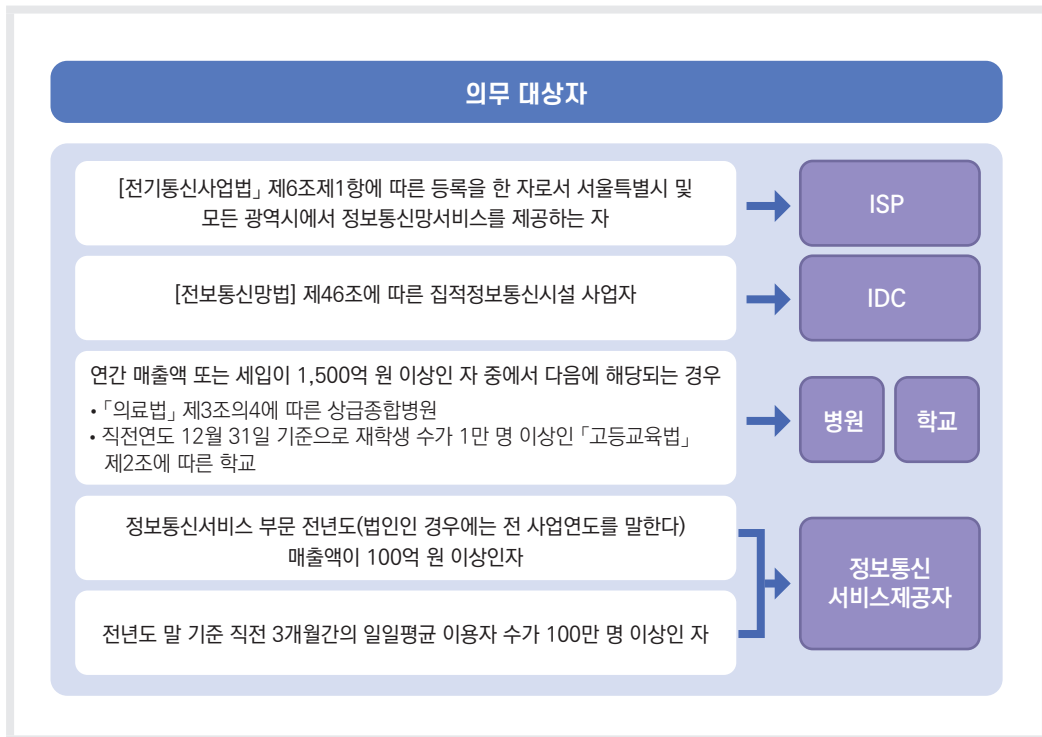 의무 대상자
[전기통신사업법」 제6조제1항에 따른 등록을 한 자로서 서울특별시 및
모든 광역시에서 정보통신망서비스를 제공하는 자
ISP
[전보통신망법] 제46조에 따른 집적정보통신시설 사업자
IDC
연간 매출액 또는 세입이 1,500억 원 이상인 자 중에서 다음에 해당되는 경우
• 「의료법」 제3조의4에 따른 상급종합병원
• 직전연도 12월 31일 기준으로 재학생 수가 1만 명 이상인 「고등교육법」
제2조에 따른 학교
병원
학교
정보통신서비스 부문 전년도(법인인 경우에는 전 사업연도를 말한다)
매출액이 100억 원 이상인자
전년도 말 기준 직전 3개월간의 일일평균 이용자 수가 100만 명 이상인 자
정보통신
서비스제공자